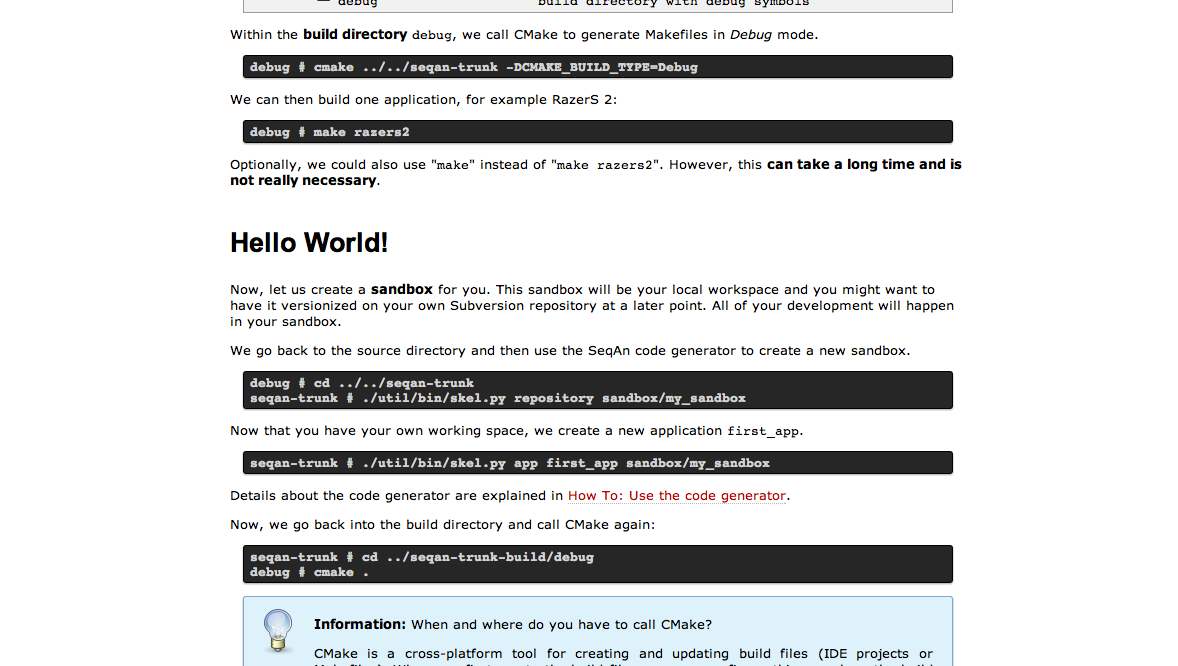 — debug build directory with debug symbols
Within the build directory debug, we call CMake to generate Makefiles in Debug mode.
debug # cmake ../../seqan-trunk -DCMAKE_BUILD_TYPE=Debug
We can then build one application, for example RazerS 2:
debug # make razers2
Optionally, we could also use "make" instead of "make razers2". However, this can take a long time and is
not really necessary.
Hello World!
Now, let us create a sandbox for you. This sandbox will be your local workspace and you might want to
have it versionized on your own Subversion repository at a later point. All of your development will happen
in your sandbox.
We go back to the source directory and then use the SeqAn code generator to create a new sandbox.
debug # cd ../../seqan-trunk
seqan-trunk # ./util/bin/skel.py repository sandbox/my_sandbox
Now that you have your own working space, we create a new application first_app.
seqan-trunk # ./util/bin/skel.py app first_app sandbox/my_sandbox
Details about the code generator are explained in How To: Use the code generator.
Now, we go back into the build directory and call CMake again:
seqan-trunk # cd ../seqan-trunk-build/debug
debug # cmake .
Information: When and where do you have to call CMake?
CMake is a cross-platform tool for creating and updating build files (IDE projects or